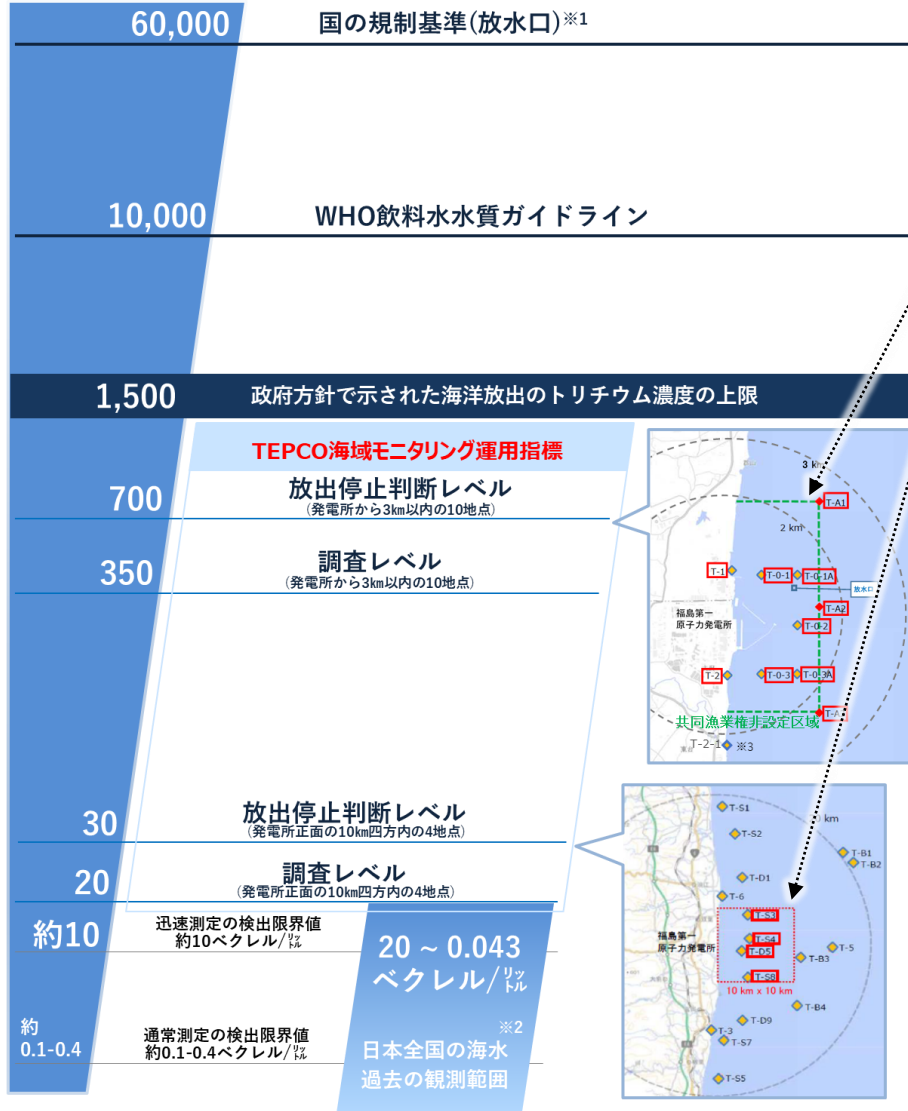 60,000 国の規制基準(放水口)※1
10,000 WHO飲料水水質ガイドライン
1,500 政府方針で示された海洋放出のトリチウム濃度の上限
TEPCO海域モニタリング運用指標
700 放出停止判断レベル
(発電所から3km以内の10地点)
350 調査レベル
(発電所から3km以内の10地点)
30 放出停止判断レベル
(発電所正面の10km四方内の4地点)
20 調査レベル
(発電所正面の10km四方内の4地点)
約10 迅速測定の検出限界値
約10ベクレル/リットル
20 ~ 0.043
ベクレル/リットル
約
0.1-0.4
通常測定の検出限界値
約0.1-0.4ベクレル/リットル
※2
日本全国の海水
過去の観測範囲
3 km
T-A1
2 km
T-1
T-0-1
T-0-1A
放水口
福島第一
原子力発電所
T-A2
T-0-2
T-2
T-0-3
T-0-3A
共同漁業権非設定区域
T-A
T-2-1 ※3
T-S1
km
T-S2
T-B1
T-B2
T-D1
T-6
T-S3
福島第一
原子力発電所
T-S4
T-D5
T-5
T-B3
T-S8
10 km x 10 km
T-B4
T-D9
T-3
T-S7
T-S5